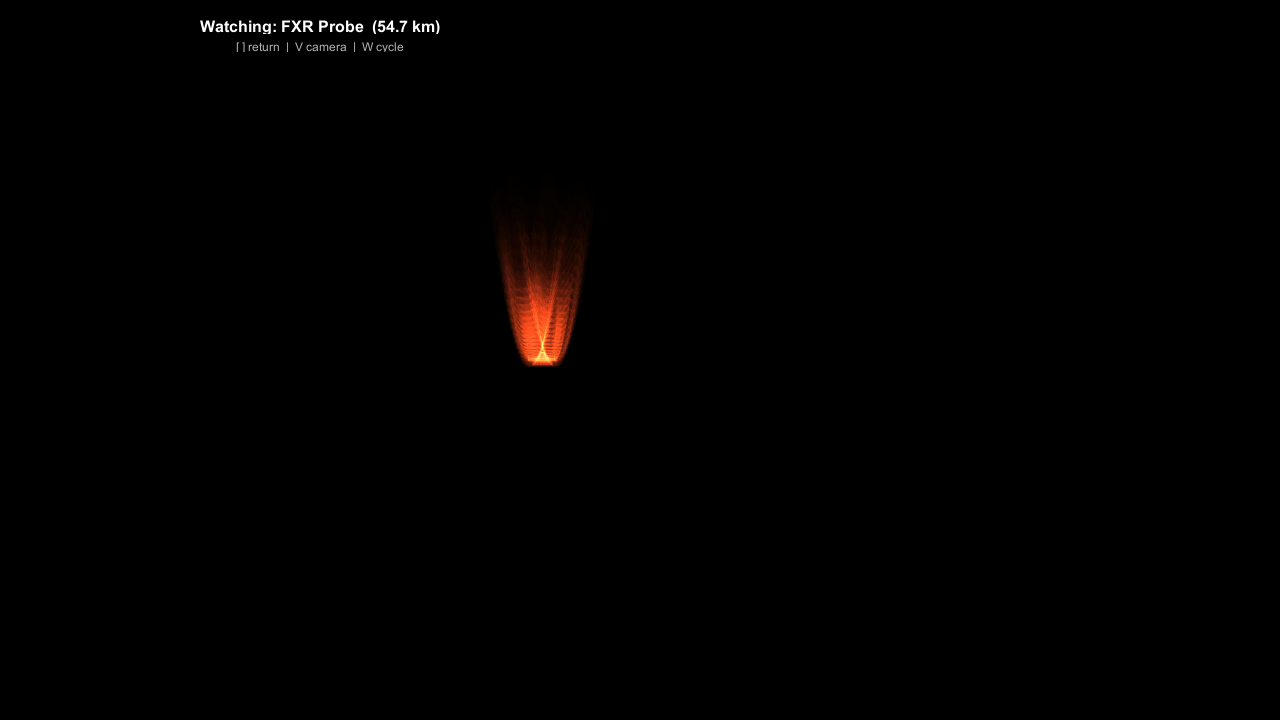 Watching: FXR Probe (54.7 km)
[ ] return | V camera | W cycle